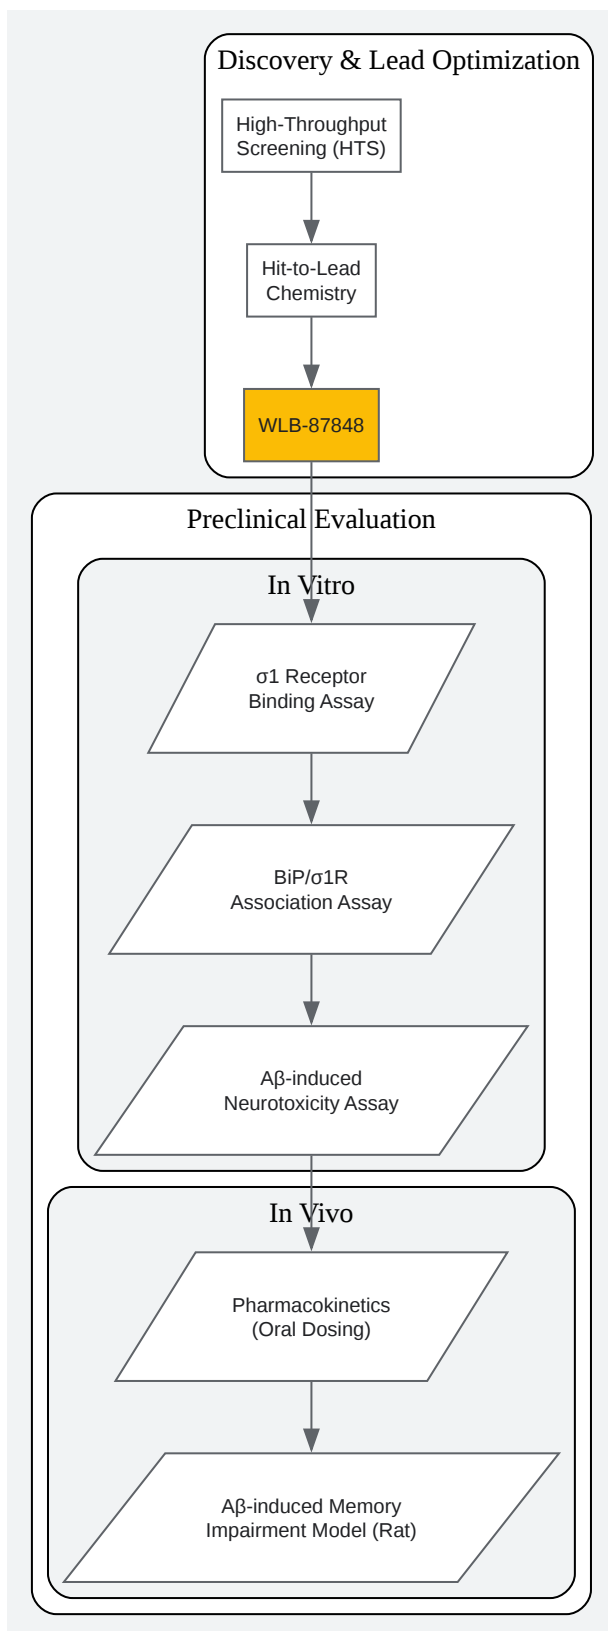 Discovery & Lead Optimization
High-Throughput
Screening (HTS)
Hit-to-Lead
Chemistry
WLB-87848
Preclinical Evaluation
In Vitro
σ1 Receptor
Binding Assay
BiP/σ1R
Association Assay
Aβ-induced
Neurotoxicity Assay
In Vivo
Pharmacokinetics
(Oral Dosing)
Aβ-induced Memory
Impairment Model (Rat)